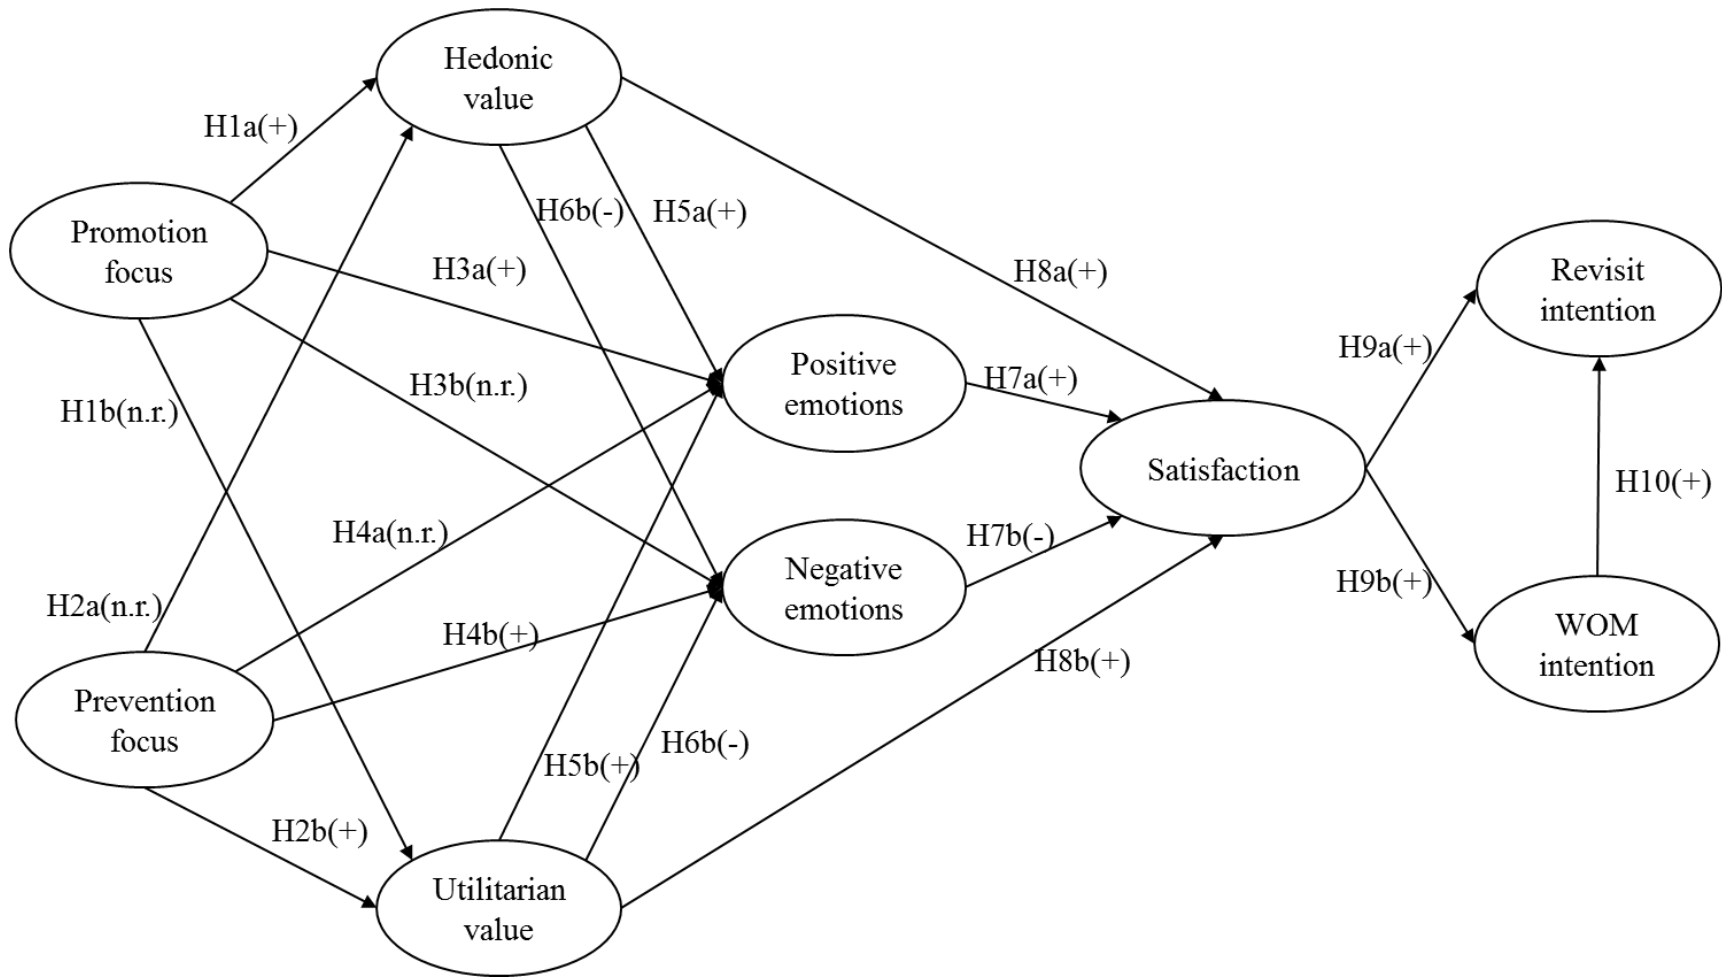 Hedonic
value
H1a(+)
Promotion
focus
H6b(-)
H5a(+)
H3a(+)
H8a(+)
Revisit
intention
H3b(n.r.)
H1b(n.r.)
Positive
emotions
H7a(+)
H9a(+)
Satisfaction
H10(+)
H4a(n.r.)
H7b(-)
Negative
emotions
H9b(+)
H2a(n.r.)
H4b(+)
WOM
intention
H8b(+)
Prevention
focus
H5b(+)
H6b(-)
H2b(+)
Utilitarian
value